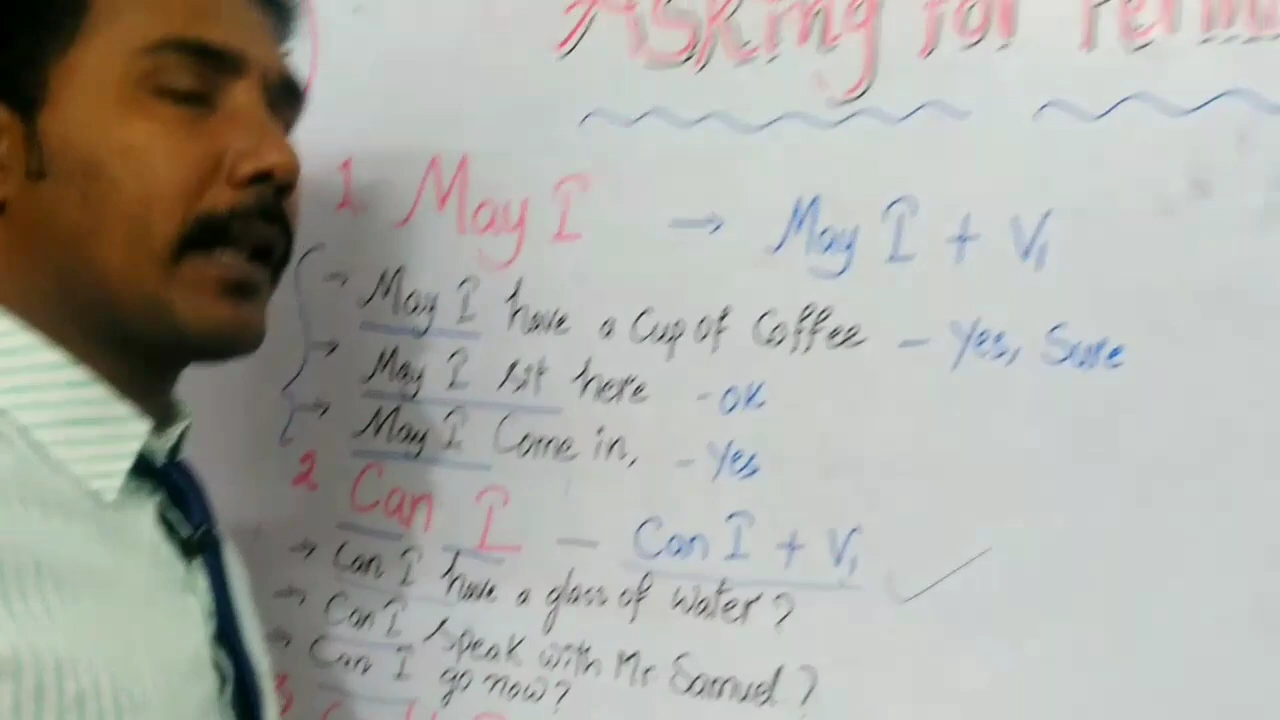 Asking for Permi
1 May I → May I + V1
→ May I have a Cup of Coffee - Yes, Sure
→ May I sit here - OK
→ May I Come in, - Yes
2 Can I - Can I + V1
→ Can I have a glass of water?
→ Can I speak with Mr Samuel?
→ Can I go now?
3